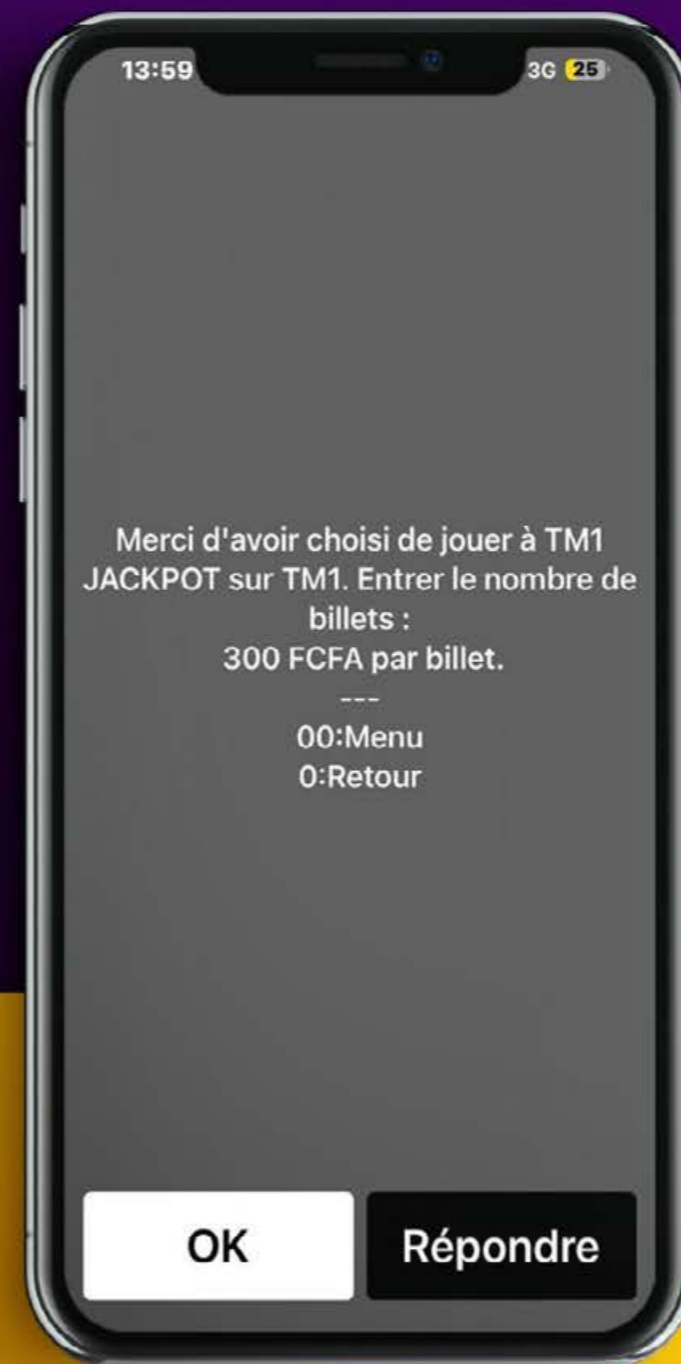 13:59
3G 25
Merci d'avoir choisi de jouer à TM1
JACKPOT sur TM1. Entrer le nombre de
billets :
300 FCFA par billet.
---
00:Menu
0:Retour
OK
Répondre